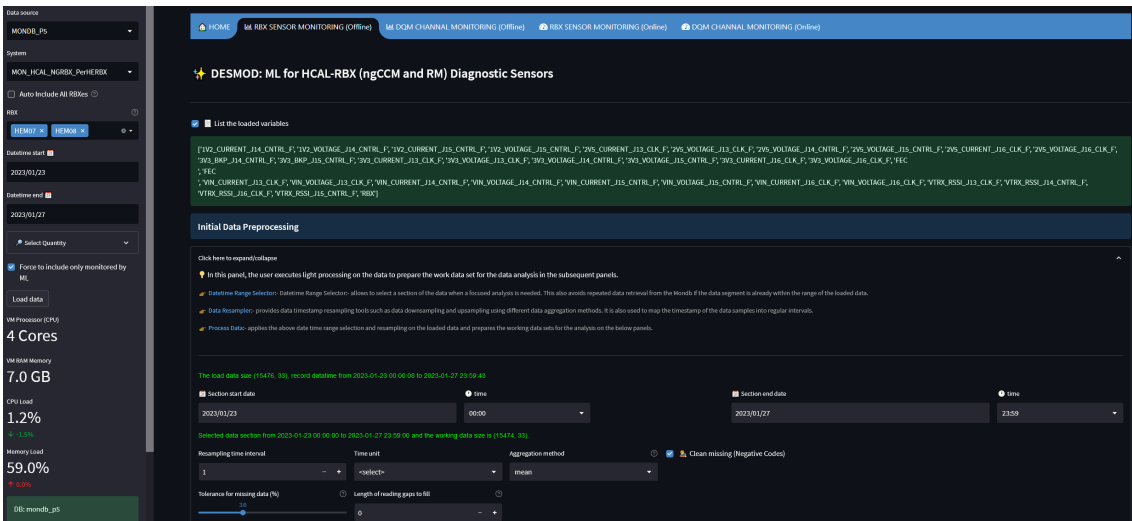 Data source
MONDB_P5
System
MON_HCAL_NGRBX_PerHERBX
Auto Include All RBXes
RBX
HEM07 × HEM08 ×
Datetime start
2023/01/23
Datetime end
2023/01/27
Select Quantity
Force to include only monitored by
ML
Load data
VM Processor (CPU)
4 Cores
VM RAM Memory
7.0 GB
CPU Load
1.2%
-1.5%
Memory Load
59.0%
0.0%
DB: mondb_p5
HOME RBX SENSOR MONITORING (Offline) DQM CHANNAL MONITORING (Offline) RBX SENSOR MONITORING (Online) DQM CHANNAL MONITORING (Online)
DESMOD: ML for HCAL-RBX (ngCCM and RM) Diagnostic Sensors
List the loaded variables
['1V2_CURRENT_J14_CNTRL_F', '1V2_VOLTAGE_J14_CNTRL_F', '1V2_CURRENT_J15_CNTRL_F', '1V2_VOLTAGE_J15_CNTRL_F', '2V5_CURRENT_J13_CLK_F', '2V5_VOLTAGE_J13_CLK_F', '2V5_VOLTAGE_J14_CNTRL_F', '2V5_VOLTAGE_J15_CNTRL_F', '2V5_CURRENT_J16_CLK_F', '2V5_VOLTAGE_J16_CLK_F',
'3V3_BKP_J14_CNTRL_F', '3V3_BKP_J15_CNTRL_F', '3V3_CURRENT_J13_CLK_F', '3V3_VOLTAGE_J13_CLK_F', '3V3_VOLTAGE_J14_CNTRL_F', '3V3_VOLTAGE_J15_CNTRL_F', '3V3_CURRENT_J16_CLK_F', '3V3_VOLTAGE_J16_CLK_F', 'FEC
', 'FEC
', 'VIN_CURRENT_J13_CLK_F', 'VIN_VOLTAGE_J13_CLK_F', 'VIN_CURRENT_J14_CNTRL_F', 'VIN_VOLTAGE_J14_CNTRL_F', 'VIN_CURRENT_J15_CNTRL_F', 'VIN_VOLTAGE_J15_CNTRL_F', 'VIN_CURRENT_J16_CLK_F', 'VIN_VOLTAGE_J16_CLK_F', 'VTRX_RSSI_J13_CLK_F', 'VTRX_RSSI_J14_CNTRL_F',
'VTRX_RSSI_J16_CLK_F', 'VTRX_RSSI_J15_CNTRL_F', 'RBX']
Initial Data Preprocessing
Click here to expand/collapse
In this panel, the user executes light processing on the data to prepare the work data set for the data analysis in the subsequent panels.
Datetime Range Selector:- Datetime Range Selector:- allows to select a section of the data when a focused analysis is needed. This also avoids repeated data retrieval from the Mondb if the data segment is already within the range of the loaded data.
Data Resampler:- provides data timestamp resampling tools such as data downsampling and upsampling using different data aggregation methods. It is also used to map the timestamp of the data samples into regular intervals.
Process Data:- applies the above date time range selection and resampling on the loaded data and prepares the working data sets for the analysis on the below panels.
The load data size (15476, 33), record datatime from 2023-01-23 00:00:08 to 2023-01-27 23:59:43
Section start date time Section end date time
2023/01/23 00:00 2023/01/27 23:59
Selected data section from 2023-01-23 00:00:00 to 2023-01-27 23:59:00 and the working data size is (15474, 33).
Resampling time interval Time unit Aggregation method Clean missing (Negative Codes)
1 - + <select> mean
Tolerance for missing data (%) Length of reading gaps to fill
30
0 - +